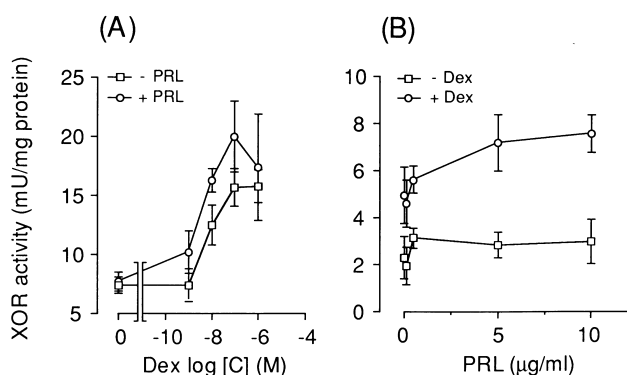 (A)
(B)
XOR activity (mU/mg protein)
25
20
15
10
5
- PRL
+ PRL
0
-10
-8
-6
-4
Dex log [C] (M)
10
8
6
4
2
0
- Dex
+ Dex
0
5
10
PRL (µg/ml)